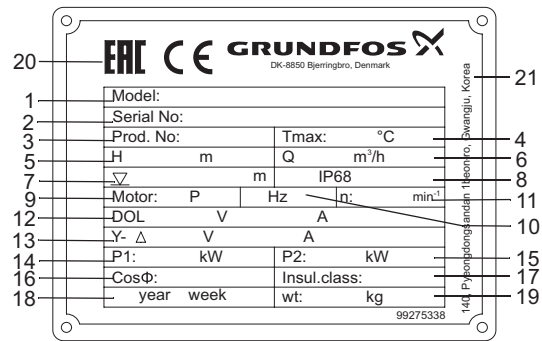 EAC CE GRUNDFOS
DK-8850 Bjerringbro, Denmark
20
21
1 Model:
2 Serial No:
3 Prod. No: Tmax: °C 4
5 H m Q m³/h 6
7 ▽ m IP68 8
9 Motor: P Hz n: min⁻¹ 11
10
12 DOL V A
13 Y- Δ V A
14 P1: kW P2: kW 15
16 CosΦ: Insul.class: 17
18 year week wt: kg 19
99275338
140, Pyeongdongsandan 1beonro, Gwangju, Korea